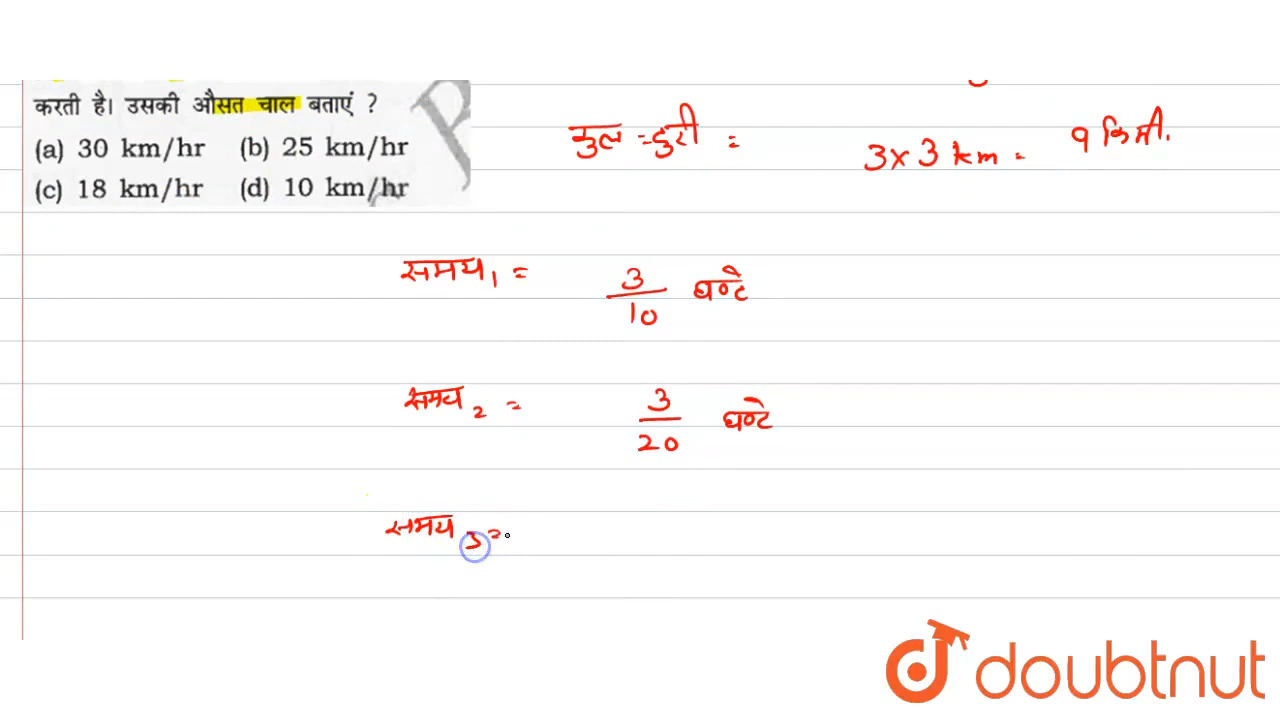 करती है। उसकी औसत चाल बताएं ?
(a) 30 km/hr (b) 25 km/hr
(c) 18 km/hr (d) 10 km/hr
कुल दुरी =
3 x 3 km = 9 कि मी.
समय₁ = 3/10 घण्टे
समय₂ = 3/20 घण्टे
समय₃ =
doubtnut